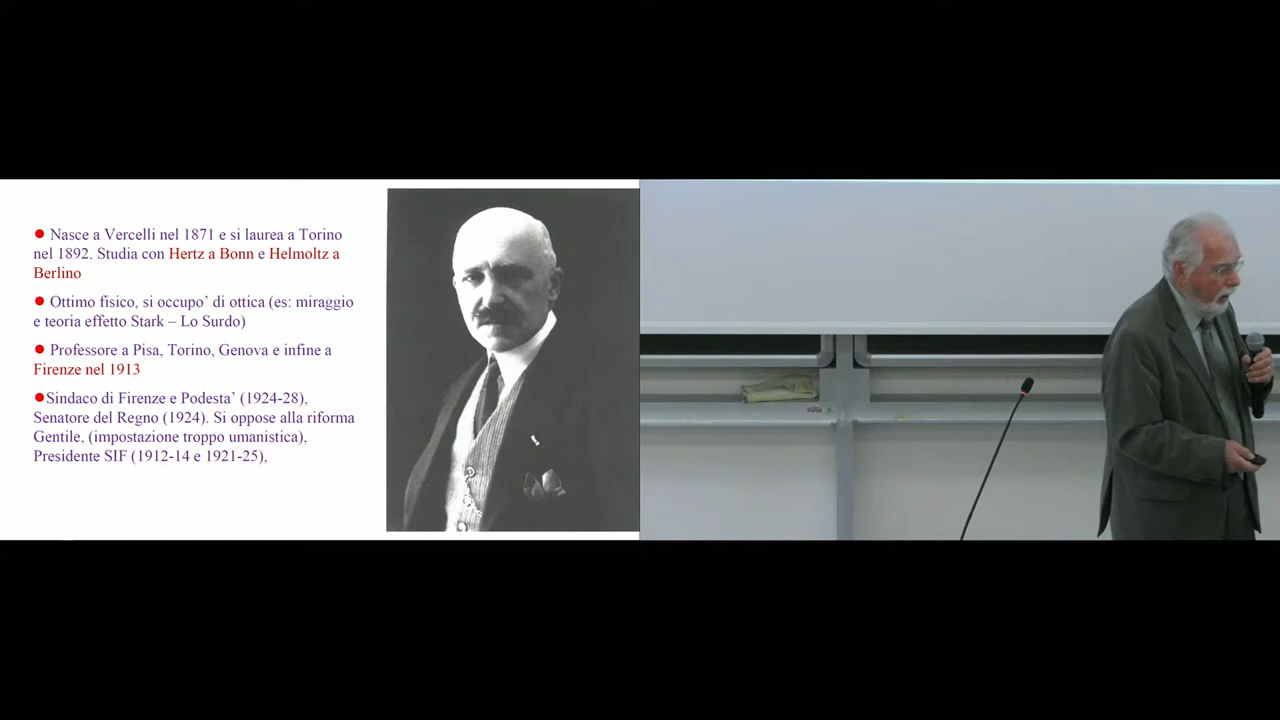 ● Nasce a Vercelli nel 1871 e si laurea a Torino
nel 1892. Studia con Hertz a Bonn e Helmoltz a
Berlino
● Ottimo fisico, si occupo’ di ottica (es: miraggio
e teoria effetto Stark – Lo Surdo)
● Professore a Pisa, Torino, Genova e infine a
Firenze nel 1913
●Sindaco di Firenze e Podesta’ (1924-28),
Senatore del Regno (1924). Si oppose alla riforma
Gentile, (impostazione troppo umanistica),
Presidente SIF (1912-14 e 1921-25),